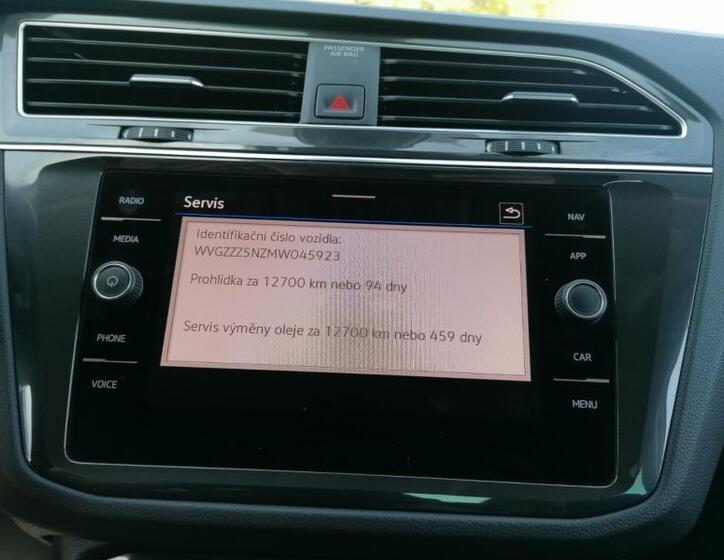 PASSENGER
AIR BAG
RADIO
MEDIA
PHONE
VOICE
Servis
Identifikační číslo vozidla:
WVGZZZ5NZMW045923
Prohlídka za 12700 km nebo 94 dny
Servis výměny oleje za 12700 km nebo 459 dny
NAV
APP
CAR
MENU